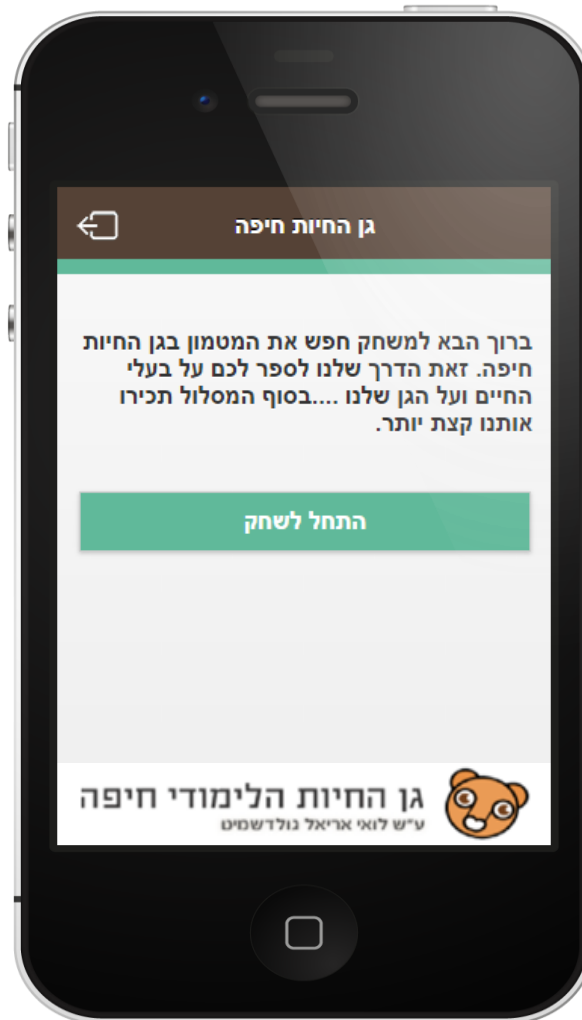 גן החיות חיפה
ברוך הבא למשחק חפש את המטמון בגן החיות
חיפה. זאת הדרך שלנו לספר לכם על בעלי
החיים ועל הגן שלנו ....בסוף המסלול תכירו
אותנו קצת יותר.
התחל לשחק
גן החיות הלימודי חיפה
ע״ש לואי אריאל גולדשמיט